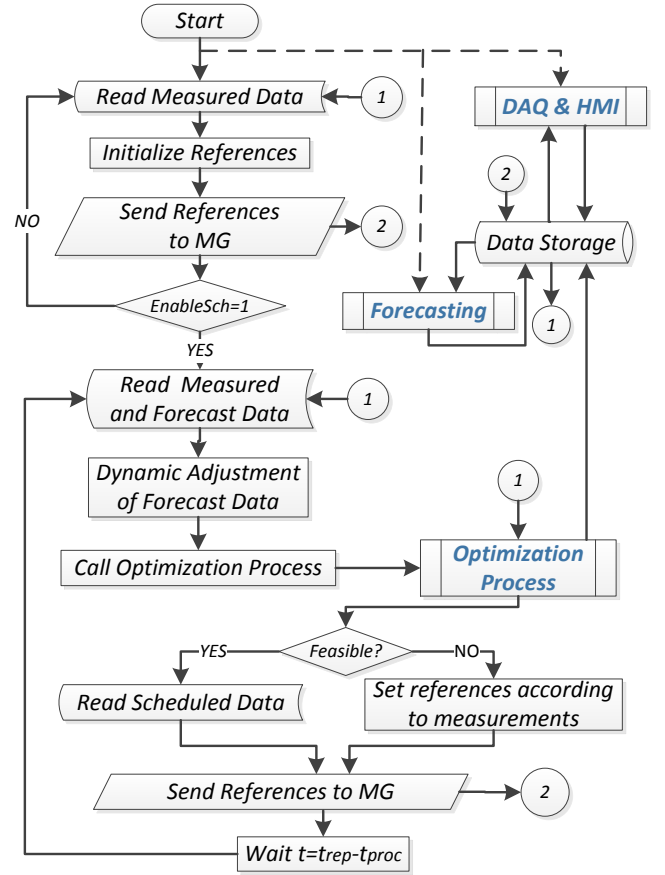 Start
Read Measured Data
1
DAQ & HMI
Initialize References
2
NO
Send References
to MG
2
Data Storage
EnableSch=1
Forecasting
1
YES
Read Measured
and Forecast Data
1
Dynamic Adjustment
of Forecast Data
1
Call Optimization Process
Optimization
Process
Feasible?
YES
NO
Read Scheduled Data
Set references according
to measurements
Send References to MG
2
Wait t=trep-tproc